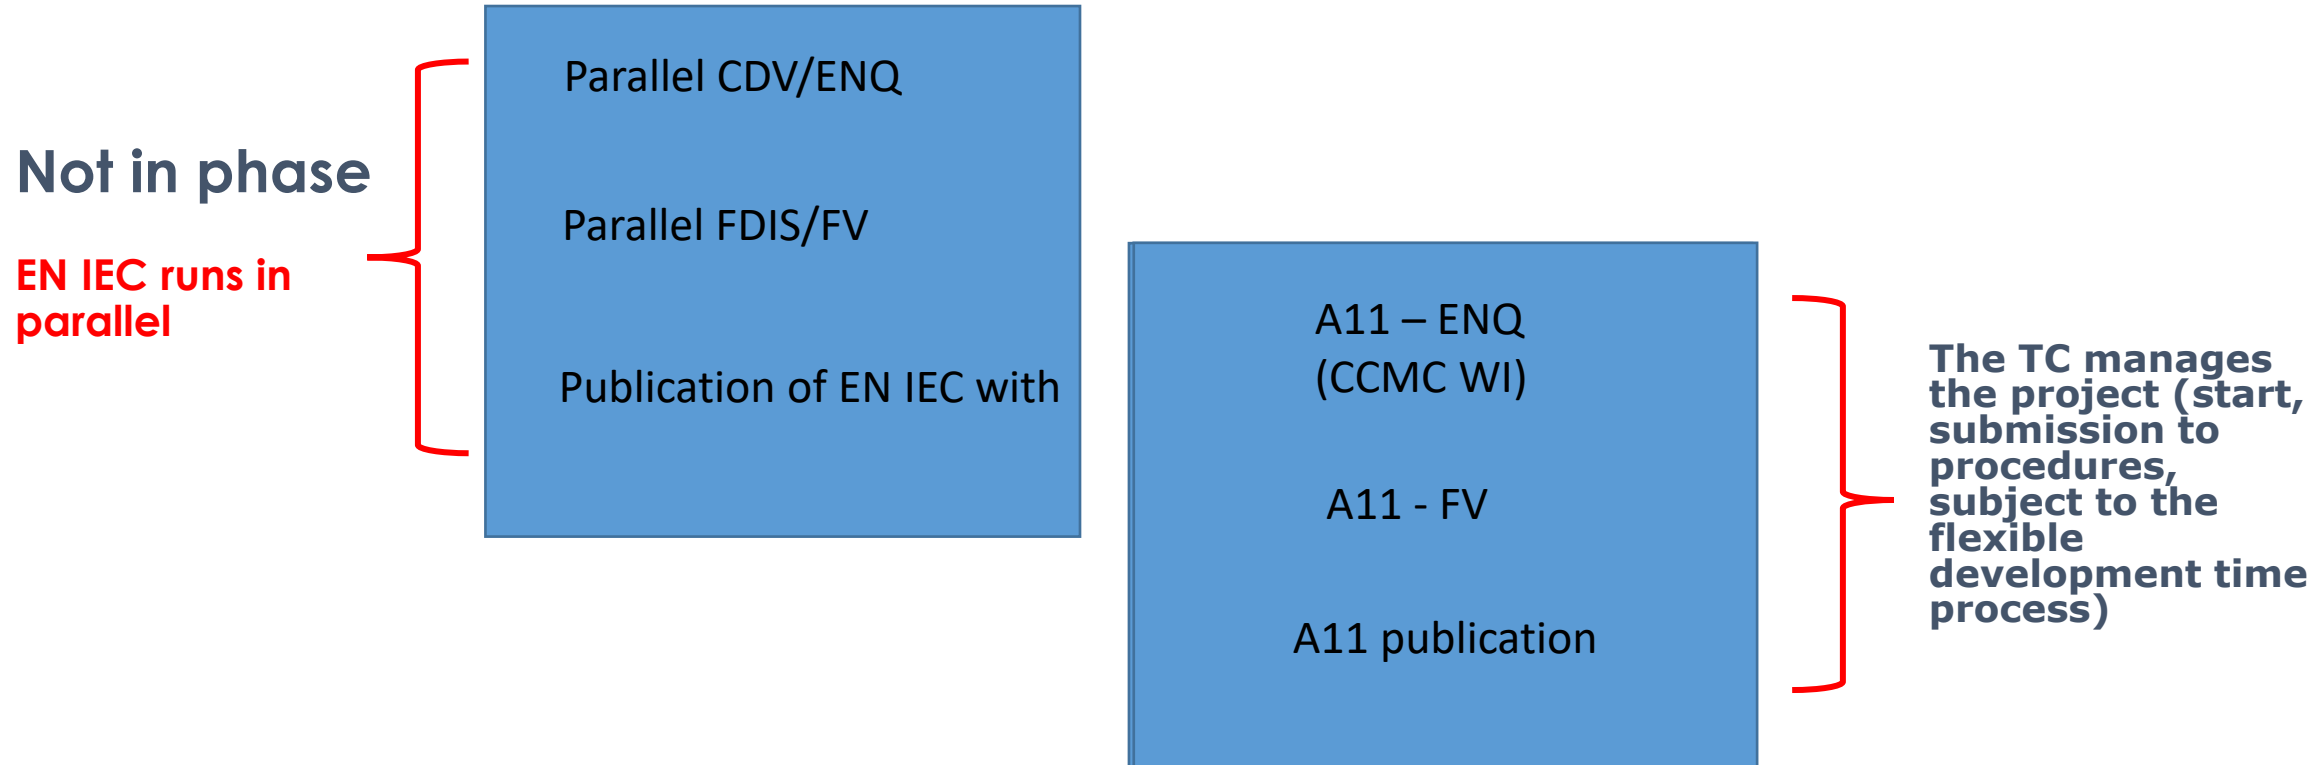 Not in phase
EN IEC runs in
parallel
Parallel CDV/ENQ
Parallel FDIS/FV
Publication of EN IEC with
A11 – ENQ
(CCMC WI)
A11 - FV
A11 publication
The TC manages
the project (start,
submission to
procedures,
subject to the
flexible
development time
process)